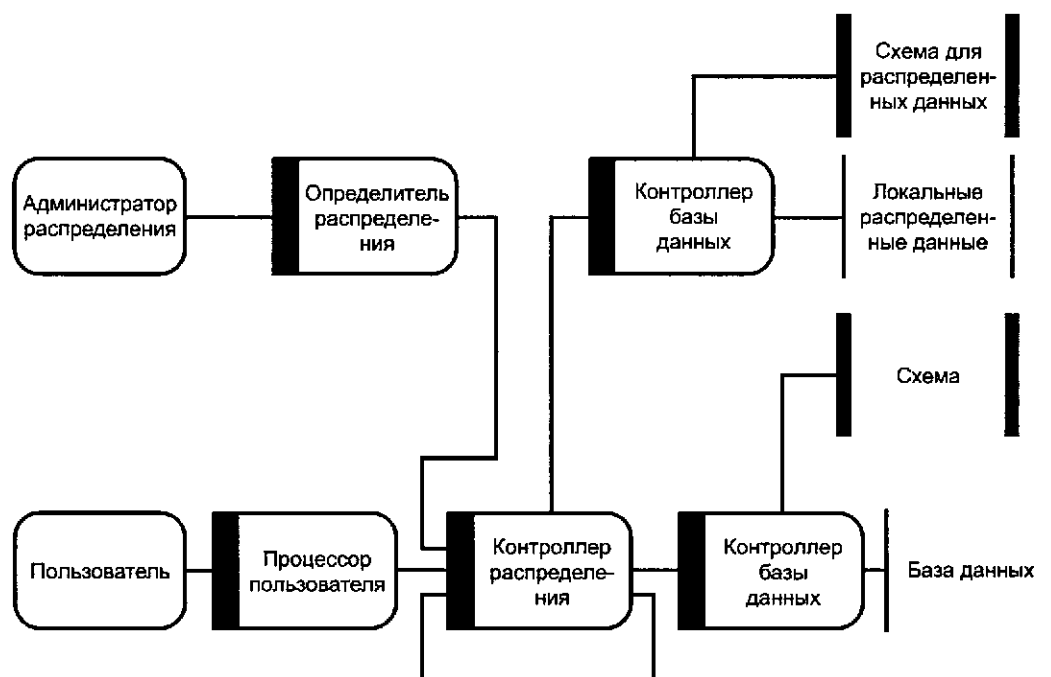 Схема для
распределен-
ных данных
Администратор
распределения
Определитель
распределе-
ния
Контроллер
базы
данных
Локальные
распределен-
ные данные
Схема
Пользователь
Процессор
пользователя
Контроллер
распределе-
ния
Контроллер
базы
данных
База данных